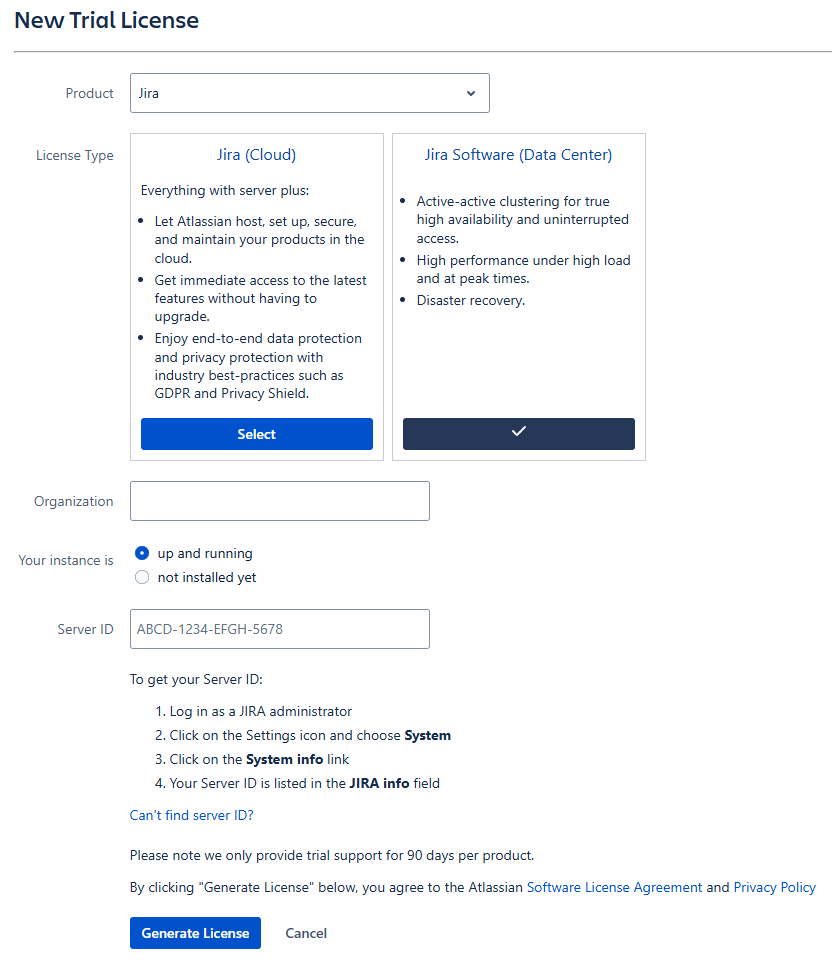 New Trial License
Product
Jira
License Type
Jira (Cloud)
Everything with server plus:
Let Atlassian host, set up, secure,
and maintain your products in the
cloud.
Get immediate access to the latest
features without having to
upgrade.
Enjoy end-to-end data protection
and privacy protection with
industry best-practices such as
GDPR and Privacy Shield.
Select
Jira Software (Data Center)
Active-active clustering for true
high availability and uninterrupted
access.
High performance under high load
and at peak times.
Disaster recovery.
Organization
Your instance is
up and running
not installed yet
Server ID
ABCD-1234-EFGH-5678
To get your Server ID:
1. Log in as a JIRA administrator
2. Click on the Settings icon and choose System
3. Click on the System info link
4. Your Server ID is listed in the JIRA info field
Can't find server ID?
Please note we only provide trial support for 90 days per product.
By clicking "Generate License" below, you agree to the Atlassian Software License Agreement and Privacy Policy
Generate License
Cancel